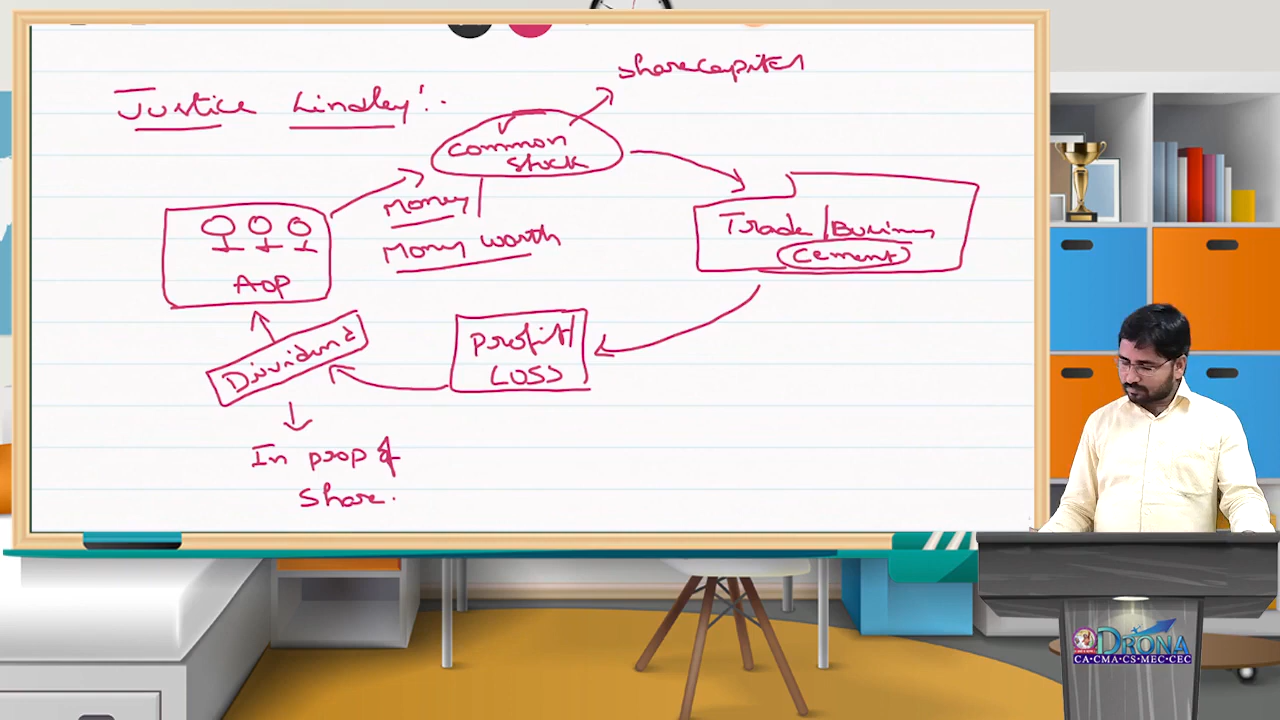 sharecapital
Justice Lindley:.
common
stock
Money
Money worth
AOP
Trade/Business
Cement
Profit/
LOSS
Dividend
In prop of
share.
DRONA
CA•CMA•CS•MEC•CEC